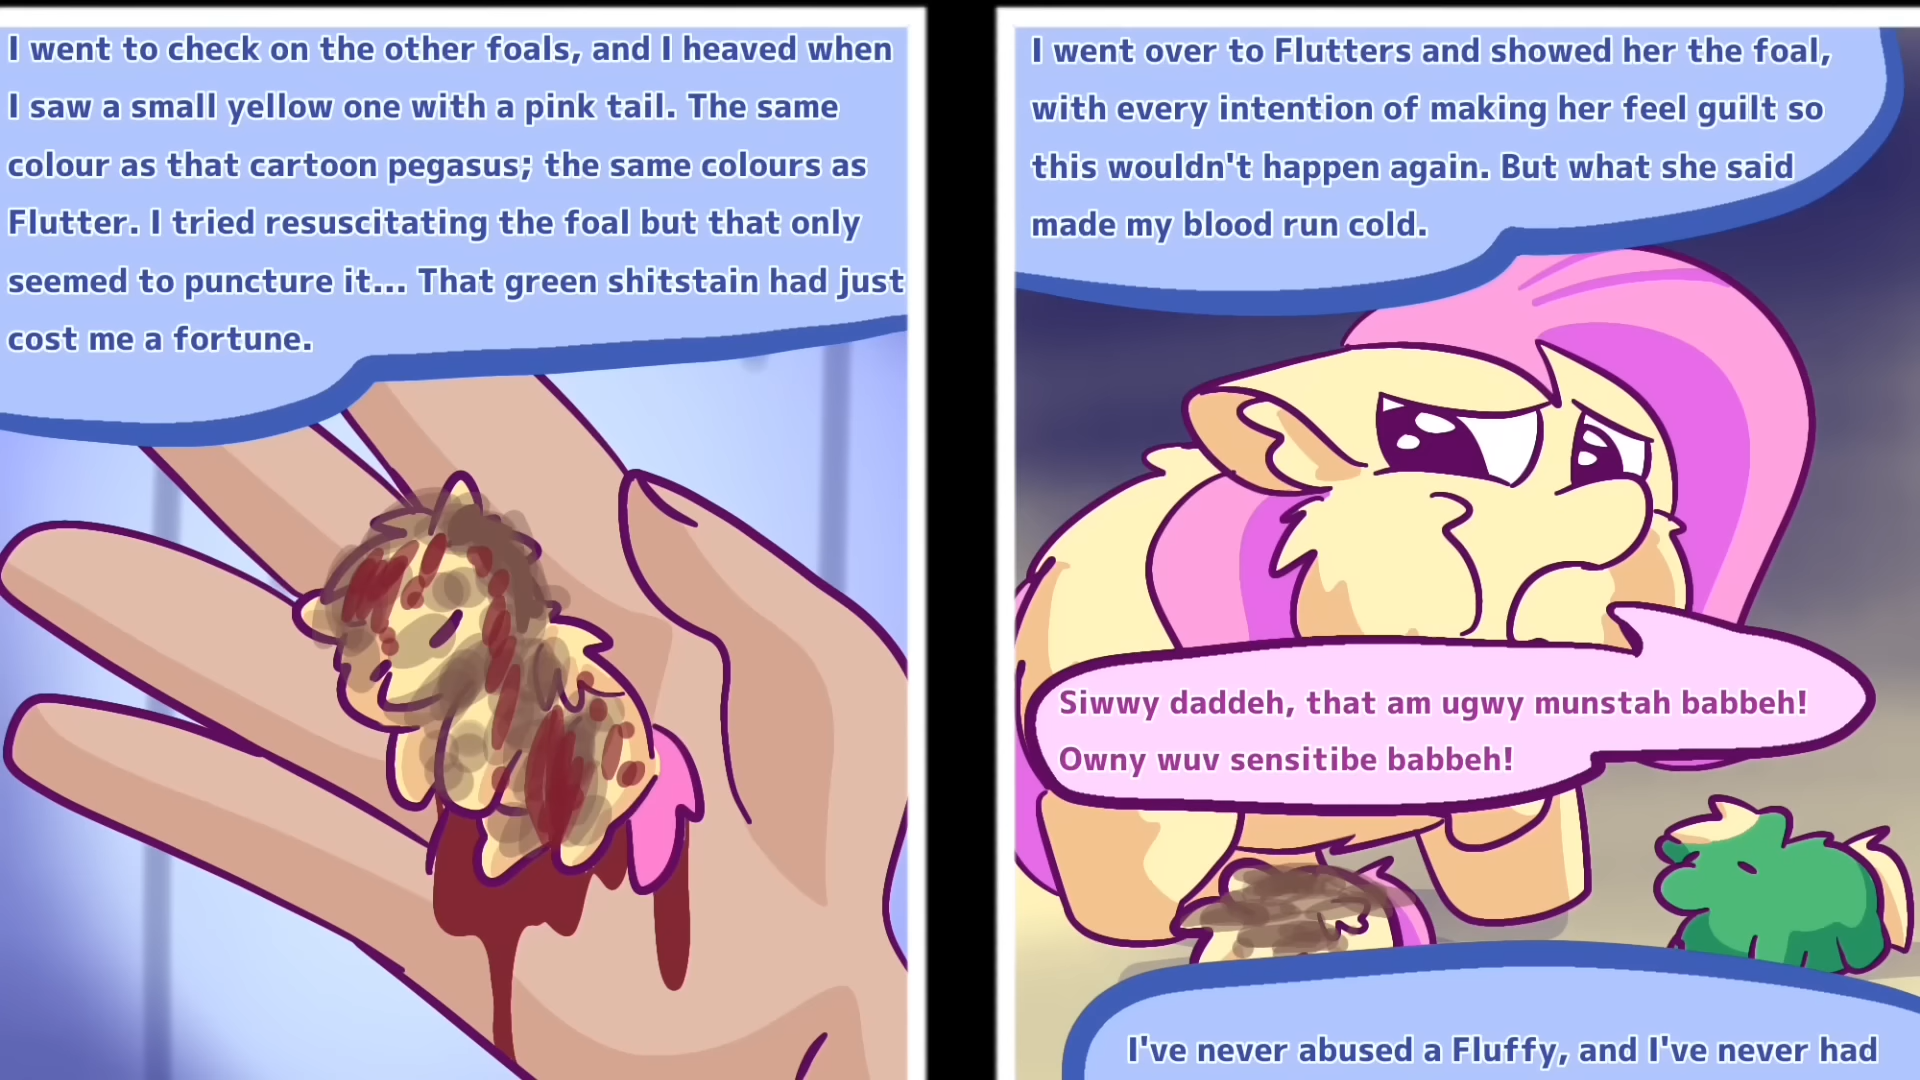 I went to check on the other foals, and I heaved when
I saw a small yellow one with a pink tail. The same
colour as that cartoon pegasus; the same colours as
Flutter. I tried resuscitating the foal but that only
seemed to puncture it... That green shitstain had just
cost me a fortune.
I went over to Flutters and showed her the foal,
with every intention of making her feel guilt so
this wouldn't happen again. But what she said
made my blood run cold.
Siwwy daddeh, that am ugwy munstah babbeh!
Owny wuv sensitibe babbeh!
I've never abused a Fluffy, and I've never had